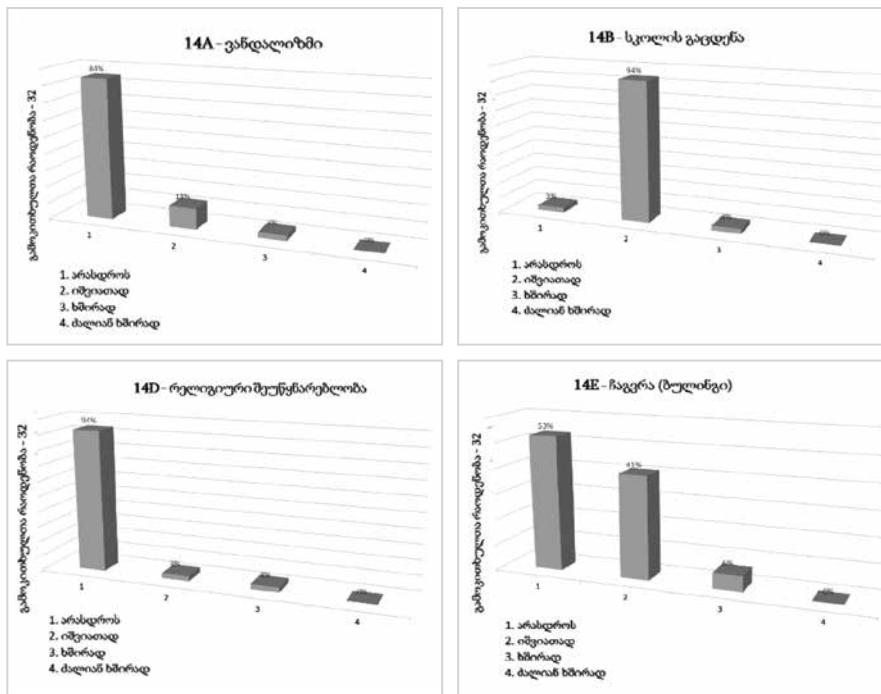 14A - ვანდალიზმი
გამოკითხულთა რაოდენობა - 32
84%
13%
1
2
3
4
1. არასდროს
2. იშვიათად
3. ხშირად
4. ძალიან ხშირად
14B - სკოლის გაცდენა
გამოკითხულთა რაოდენობა - 32
3%
94%
1
2
3
4
1. არასდროს
2. იშვიათად
3. ხშირად
4. ძალიან ხშირად
14D - რელიგიური შეუწყნარებლობა
გამოკითხულთა რაოდენობა - 32
94%
3%
1
2
3
4
1. არასდროს
2. იშვიათად
3. ხშირად
4. ძალიან ხშირად
14E - ჩაგვრა (ბულინგი)
გამოკითხულთა რაოდენობა - 32
53%
41%
6%
1
2
3
4
1. არასდროს
2. იშვიათად
3. ხშირად
4. ძალიან ხშირად